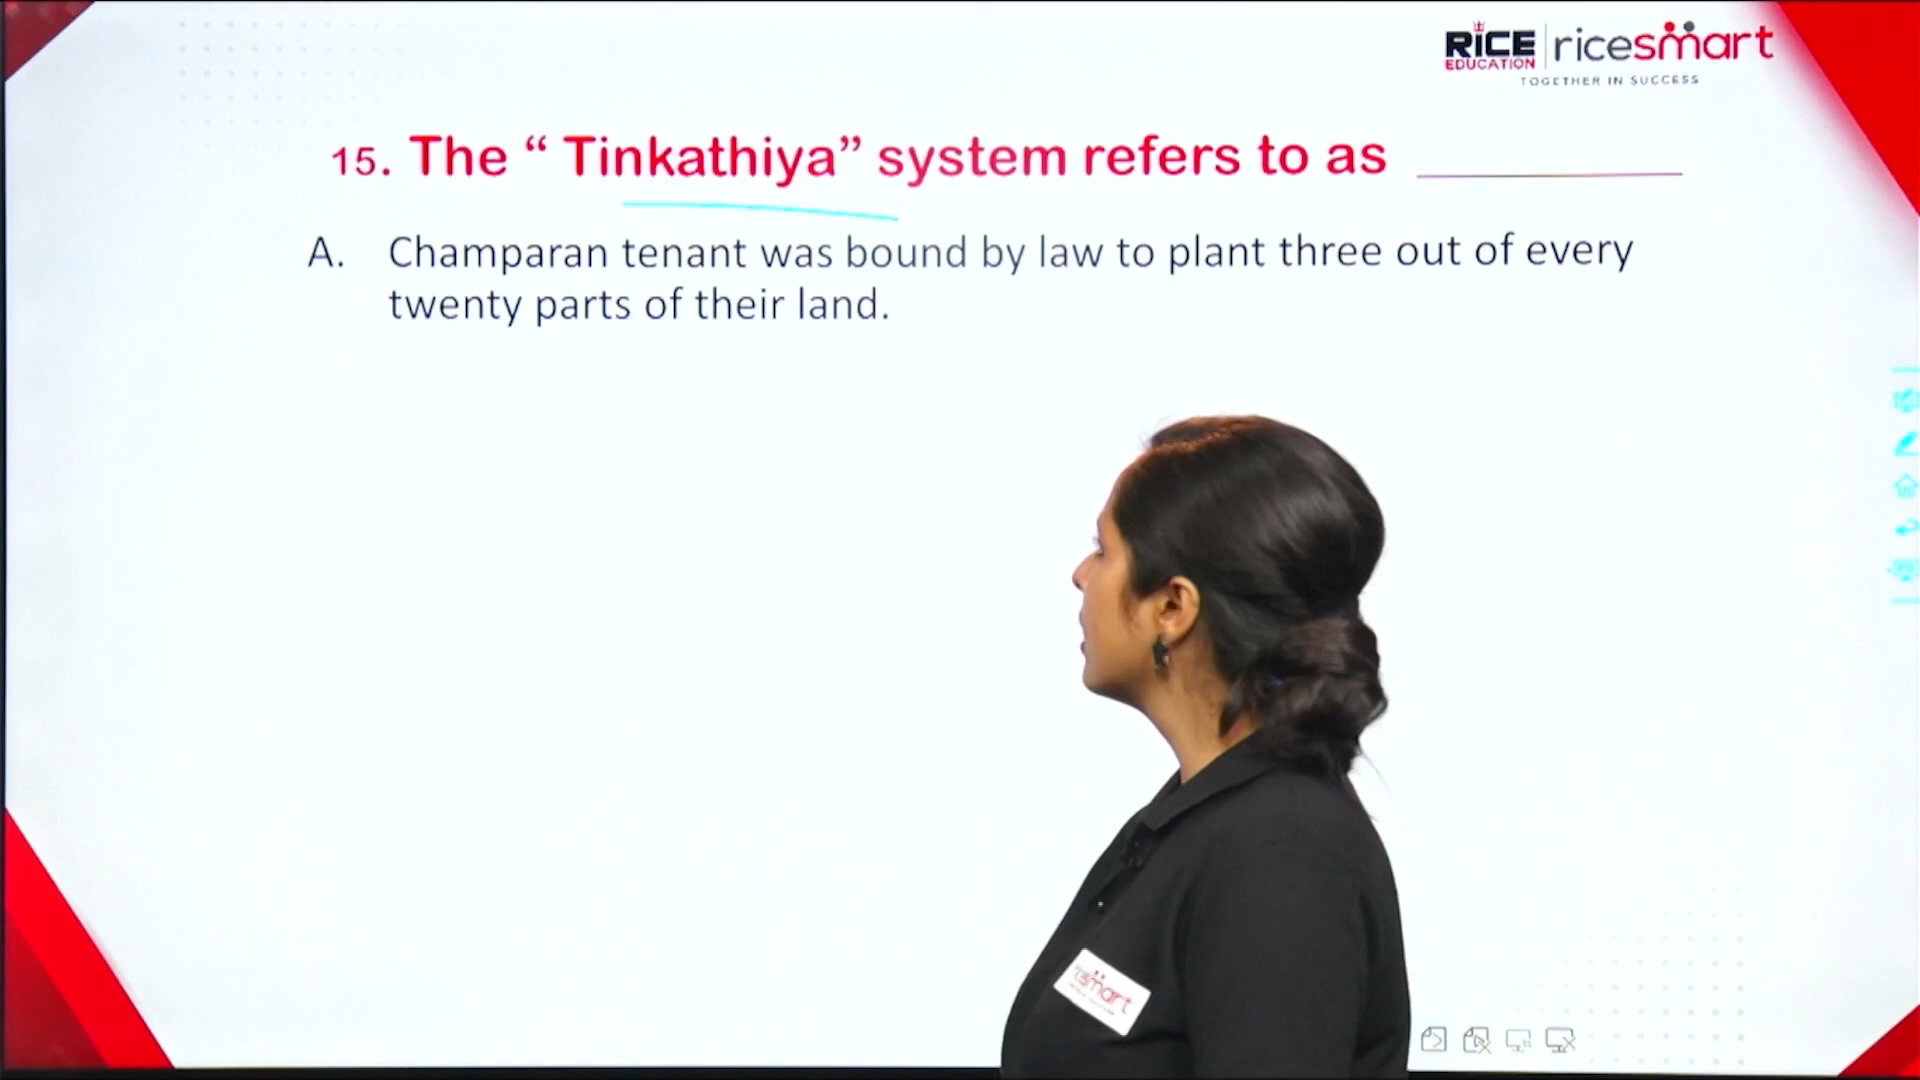 RICE
EDUCATION
ricesmart
TOGETHER IN SUCCESS
15. The “ Tinkathiya” system refers to as ________
A. Champaran tenant was bound by law to plant three out of every
twenty parts of their land.